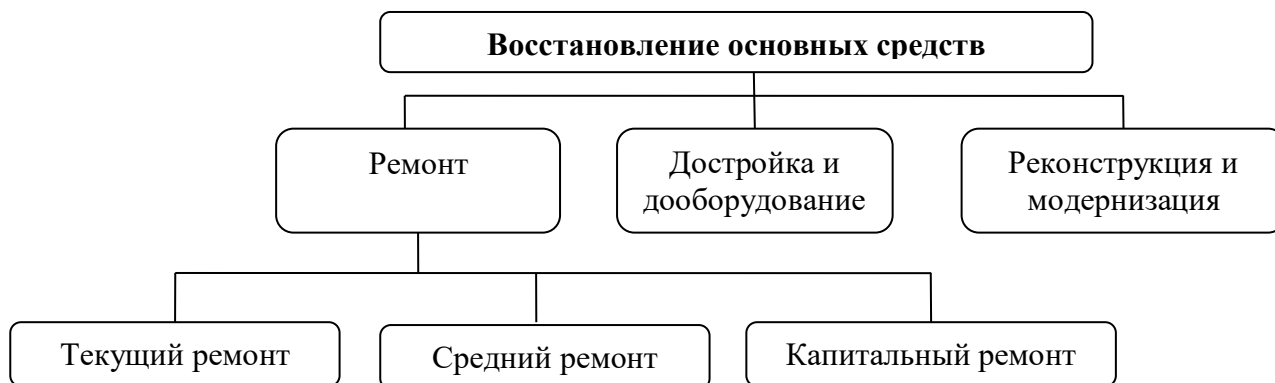 Восстановление основных средств
Ремонт
Достройка и
дооборудование
Реконструкция и
модернизация
Текущий ремонт
Средний ремонт
Капитальный ремонт